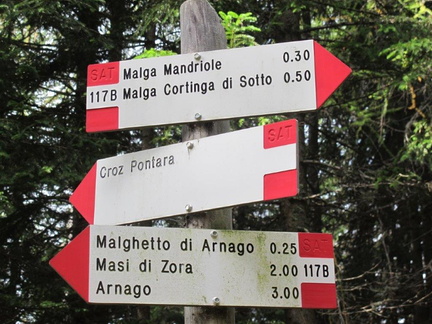 SAT Malga Mandriole 0.30
117B Malga Cortinga di Sotto 0.50
Croz Pontara SAT
Malghetto di Arnago 0.25 SAT
Masi di Zora 2.00 117B
Arnago 3.00